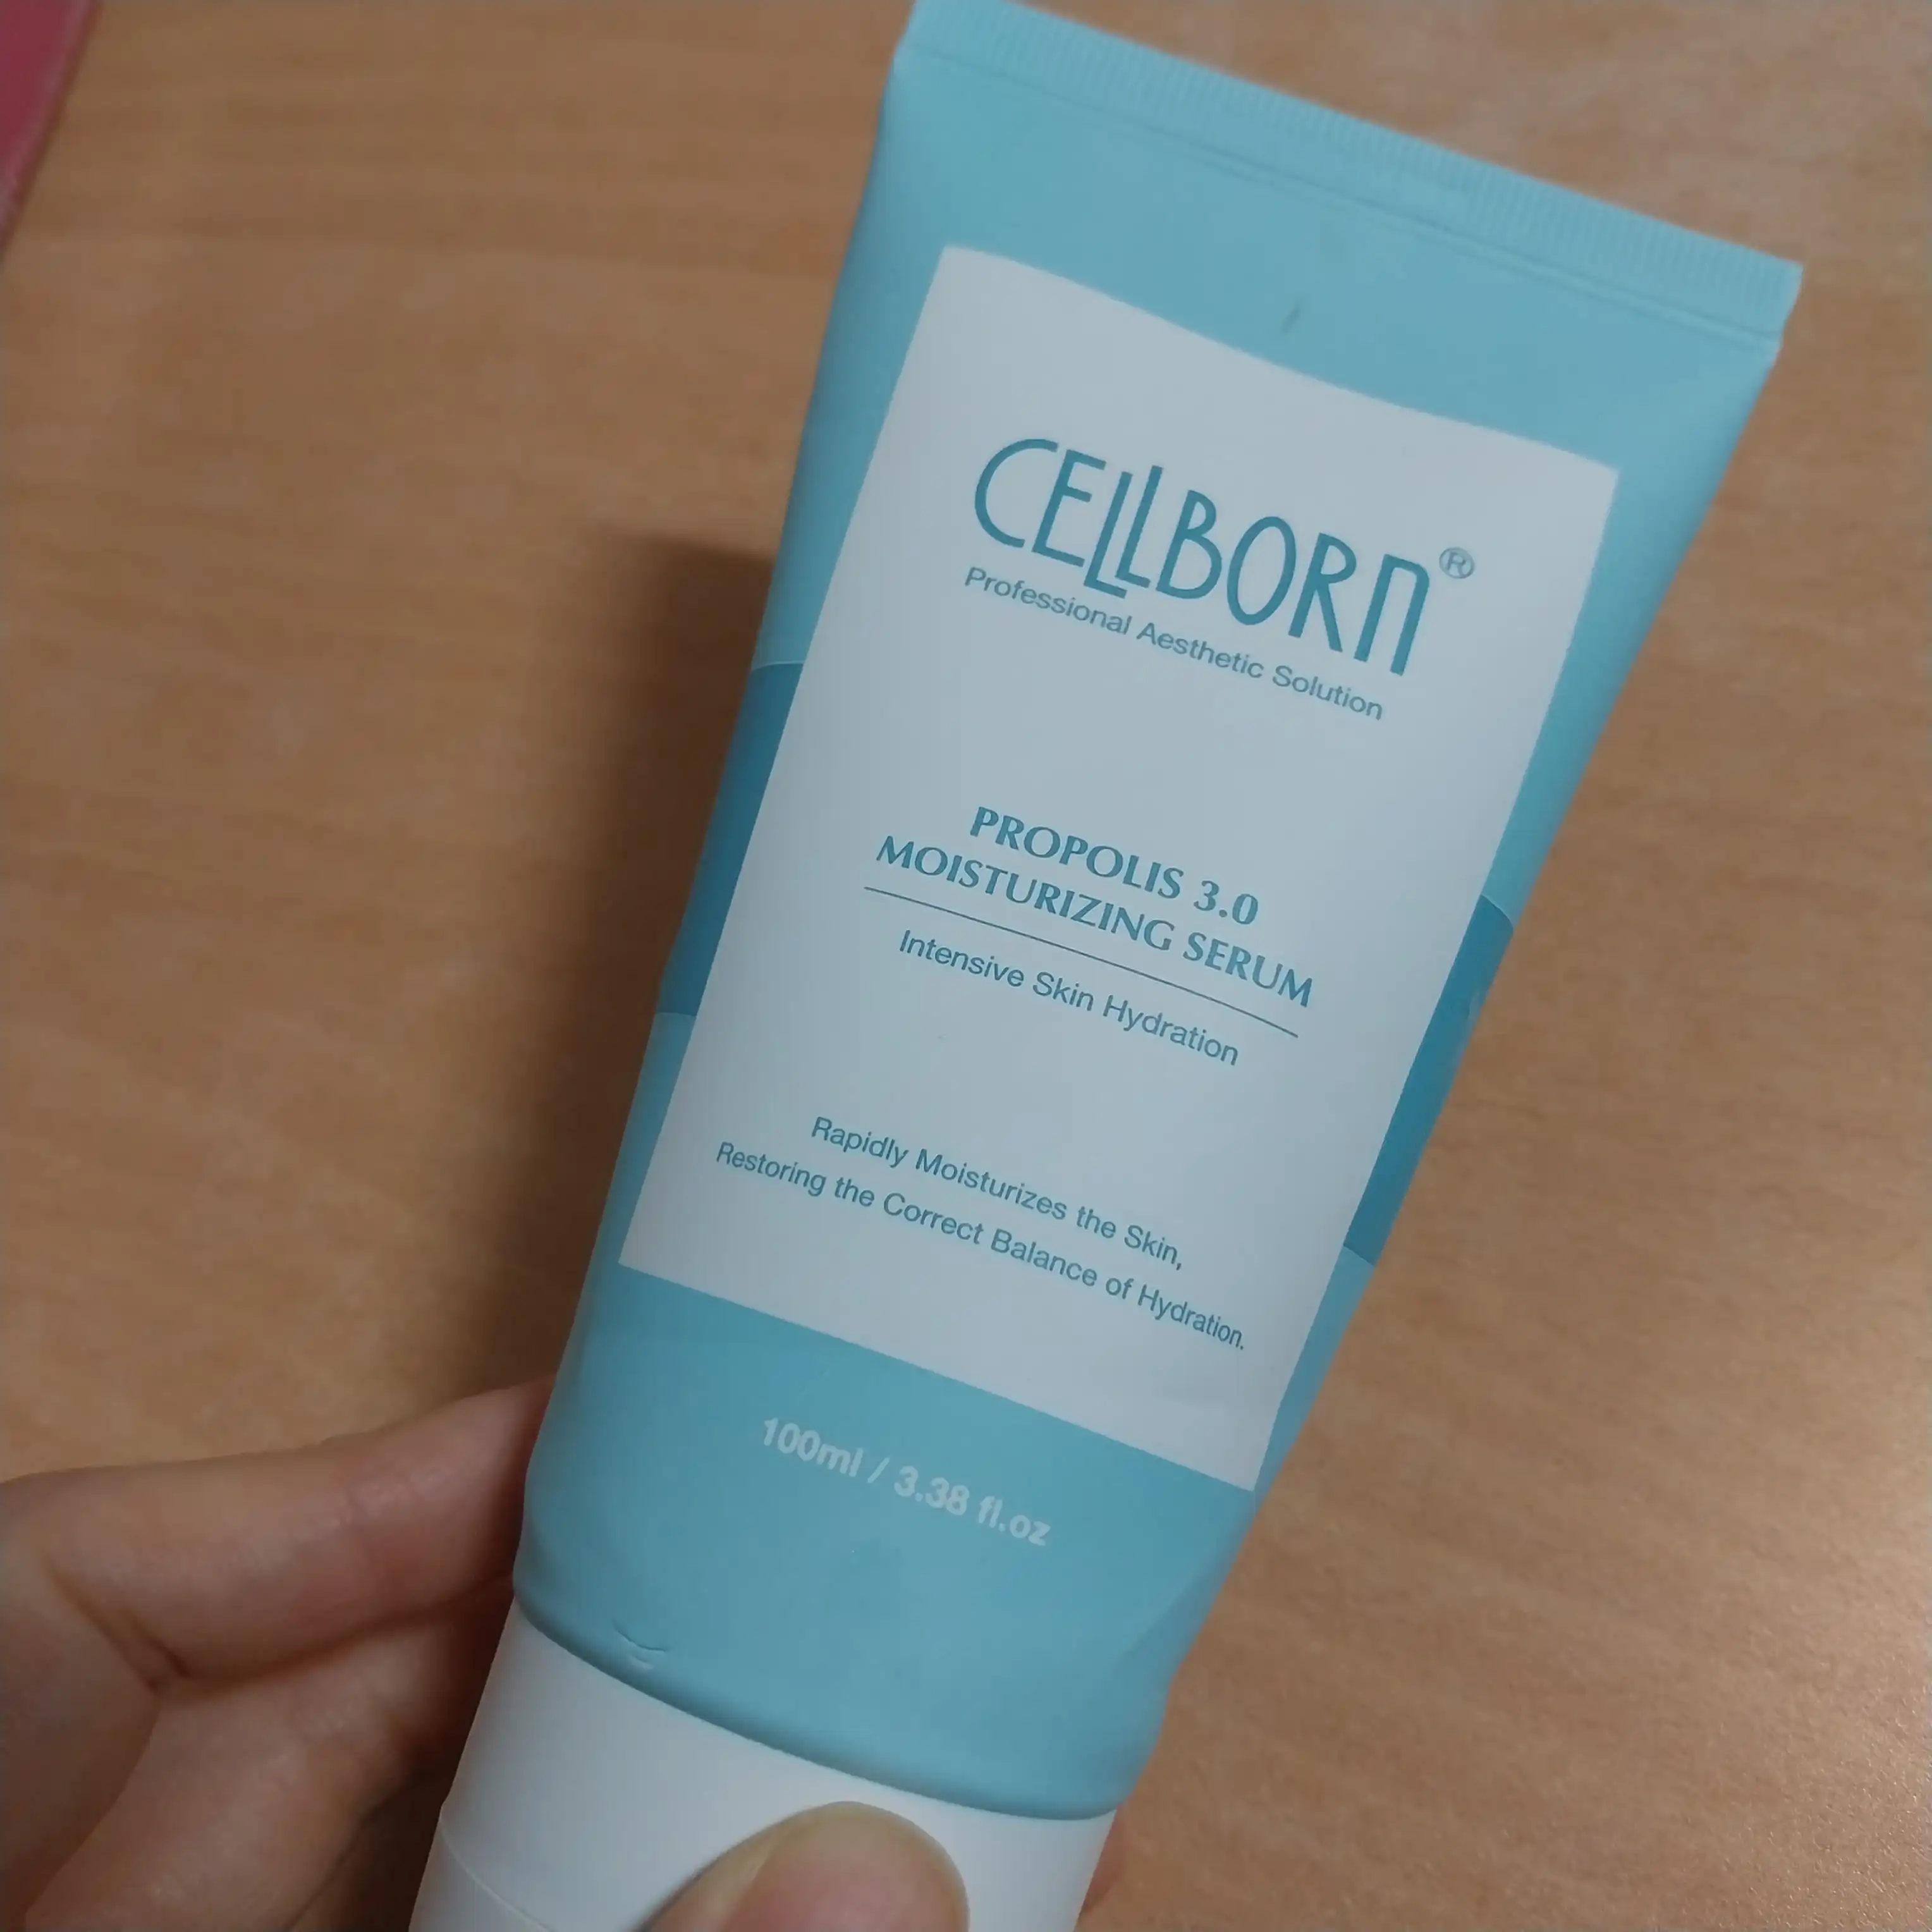 CELLBORN®
Professional Aesthetic Solution
PROPOLIS 3.0
MOISTURIZING SERUM
Intensive Skin Hydration
Rapidly Moisturizes the Skin,
Restoring the Correct Balance of Hydration.
100ml / 3.38 fl.oz